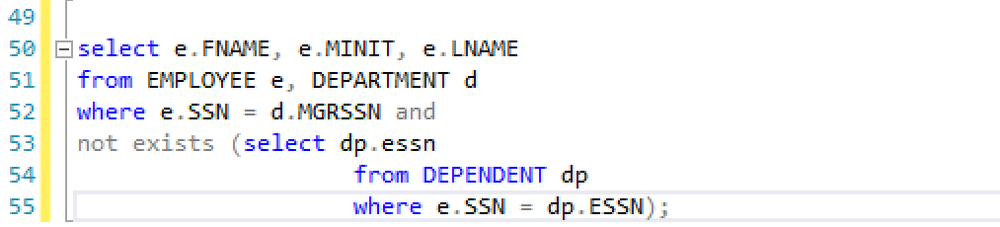 49
50 select e.FNAME, e.MINIT, e.LNAME
51 from EMPLOYEE e, DEPARTMENT d
52 where e.SSN = d.MGRSSN and
53 not exists (select dp.essn
54 from DEPENDENT dp
55 where e.SSN = dp.ESSN);